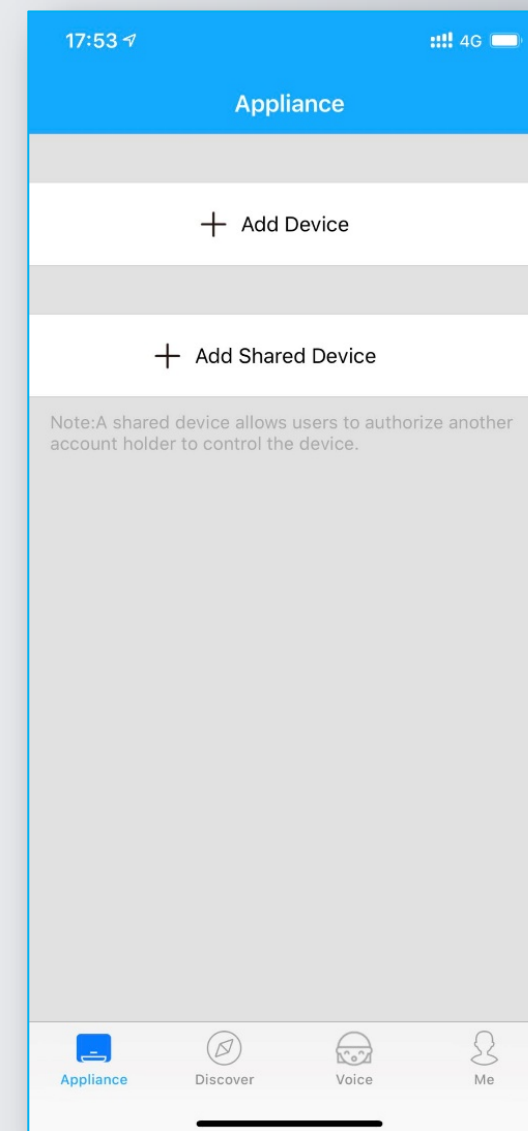 17:53 4G
Appliance
+ Add Device
+ Add Shared Device
Note:A shared device allows users to authorize another
account holder to control the device.
Appliance Discover Voice Me